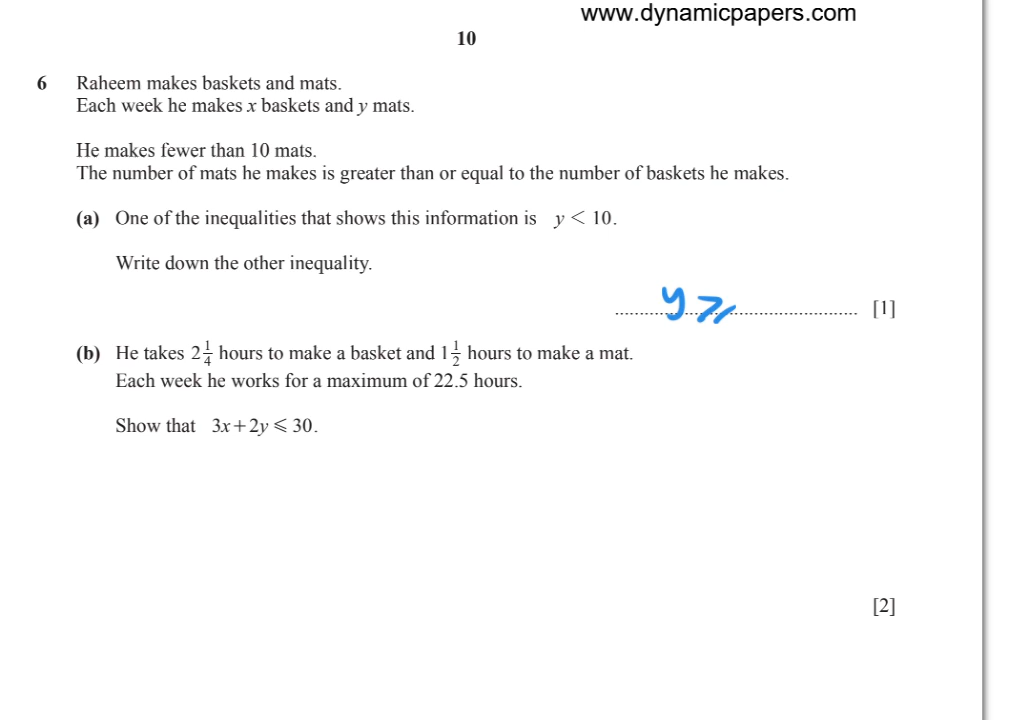 www.dynamicpapers.com
10
6 Raheem makes baskets and mats.
Each week he makes x baskets and y mats.
He makes fewer than 10 mats.
The number of mats he makes is greater than or equal to the number of baskets he makes.
(a) One of the inequalities that shows this information is y < 10.
Write down the other inequality.
y ⩾ [1]
(b) He takes 2 1/4 hours to make a basket and 1 1/2 hours to make a mat.
Each week he works for a maximum of 22.5 hours.
Show that 3x + 2y ⩽ 30.
[2]